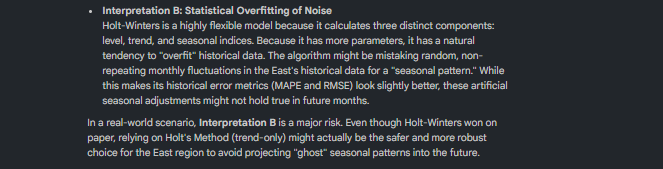 • Interpretation B: Statistical Overfitting of Noise
Holt-Winters is a highly flexible model because it calculates three distinct components:
level, trend, and seasonal indices. Because it has more parameters, it has a natural
tendency to "overfit" historical data. The algorithm might be mistaking random, non-
repeating monthly fluctuations in the East's historical data for a "seasonal pattern." While
this makes its historical error metrics (MAPE and RMSE) look slightly better, these artificial
seasonal adjustments might not hold true in future months.
In a real-world scenario, Interpretation B is a major risk. Even though Holt-Winters won on
paper, relying on Holt's Method (trend-only) might actually be the safer and more robust
choice for the East region to avoid projecting "ghost" seasonal patterns into the future.